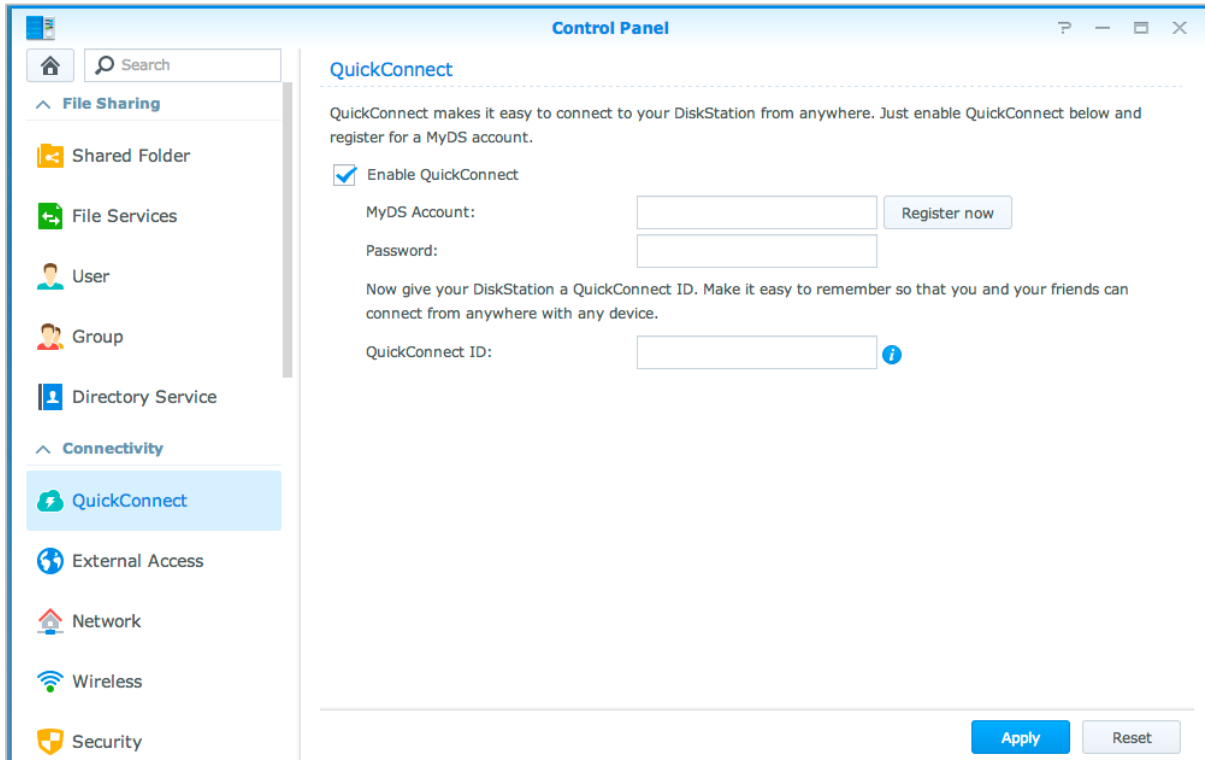 Control Panel
Search
File Sharing
Shared Folder
File Services
User
Group
Directory Service
Connectivity
QuickConnect
External Access
Network
Wireless
Security
QuickConnect
QuickConnect makes it easy to connect to your DiskStation from anywhere. Just enable QuickConnect below and
register for a MyDS account.
Enable QuickConnect
MyDS Account:
Register now
Password:
Now give your DiskStation a QuickConnect ID. Make it easy to remember so that you and your friends can
connect from anywhere with any device.
QuickConnect ID:
Apply
Reset